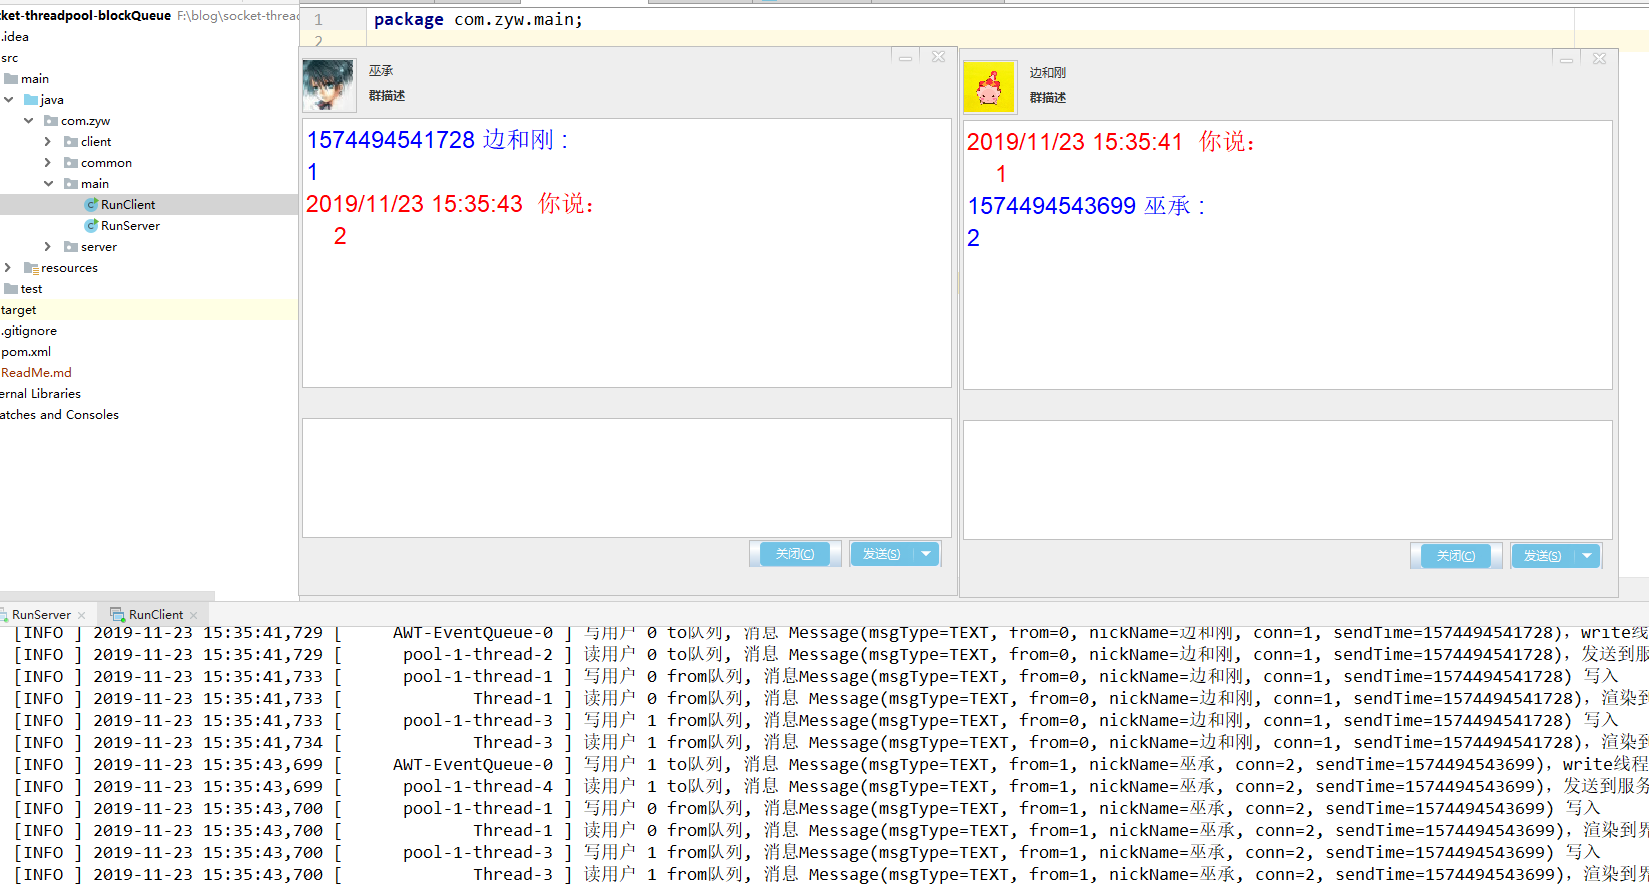 ket-threadpool-blockQueue F:\blog\socket-thread
.idea
src
main
java
com.zyw
client
common
main
RunClient
RunServer
server
resources
test
target
.gitignore
pom.xml
ReadMe.md
ernal Libraries
atches and Consoles
1 package com.zyw.main;
2
巫承
群描述
1574494541728 边和刚 :
1
2019/11/23 15:35:43 你说：
2
关闭(C) 发送(S)
边和刚
群描述
2019/11/23 15:35:41 你说：
1
1574494543699 巫承 :
2
关闭(C) 发送(S)
RunServer RunClient
[INFO ] 2019-11-23 15:35:41,729 [ AWT-EventQueue-0 ] 写用户 0 to队列, 消息 Message(msgType=TEXT, from=0, nickName=边和刚, conn=1, sendTime=1574494541728), write线
[INFO ] 2019-11-23 15:35:41,729 [ pool-1-thread-2 ] 读用户 0 to队列, 消息 Message(msgType=TEXT, from=0, nickName=边和刚, conn=1, sendTime=1574494541728), 发送到服
[INFO ] 2019-11-23 15:35:41,733 [ pool-1-thread-1 ] 写用户 0 from队列, 消息Message(msgType=TEXT, from=0, nickName=边和刚, conn=1, sendTime=1574494541728) 写入
[INFO ] 2019-11-23 15:35:41,733 [ Thread-1 ] 读用户 0 from队列, 消息 Message(msgType=TEXT, from=0, nickName=边和刚, conn=1, sendTime=1574494541728), 渲染到
[INFO ] 2019-11-23 15:35:41,733 [ pool-1-thread-3 ] 写用户 1 from队列, 消息Message(msgType=TEXT, from=0, nickName=边和刚, conn=1, sendTime=1574494541728) 写入
[INFO ] 2019-11-23 15:35:41,734 [ Thread-3 ] 读用户 1 from队列, 消息 Message(msgType=TEXT, from=0, nickName=边和刚, conn=1, sendTime=1574494541728), 渲染到
[INFO ] 2019-11-23 15:35:43,699 [ AWT-EventQueue-0 ] 写用户 1 to队列, 消息 Message(msgType=TEXT, from=1, nickName=巫承, conn=2, sendTime=1574494543699), write线程
[INFO ] 2019-11-23 15:35:43,699 [ pool-1-thread-4 ] 读用户 1 to队列, 消息 Message(msgType=TEXT, from=1, nickName=巫承, conn=2, sendTime=1574494543699), 发送到服务
[INFO ] 2019-11-23 15:35:43,700 [ pool-1-thread-1 ] 写用户 0 from队列, 消息Message(msgType=TEXT, from=1, nickName=巫承, conn=2, sendTime=1574494543699) 写入
[INFO ] 2019-11-23 15:35:43,700 [ Thread-1 ] 读用户 0 from队列, 消息 Message(msgType=TEXT, from=1, nickName=巫承, conn=2, sendTime=1574494543699), 渲染到界
[INFO ] 2019-11-23 15:35:43,700 [ pool-1-thread-3 ] 写用户 1 from队列, 消息Message(msgType=TEXT, from=1, nickName=巫承, conn=2, sendTime=1574494543699) 写入
[INFO ] 2019-11-23 15:35:43,700 [ Thread-3 ] 读用户 1 from队列, 消息 Message(msgType=TEXT, from=1, nickName=巫承, conn=2, sendTime=1574494543699), 渲染到界